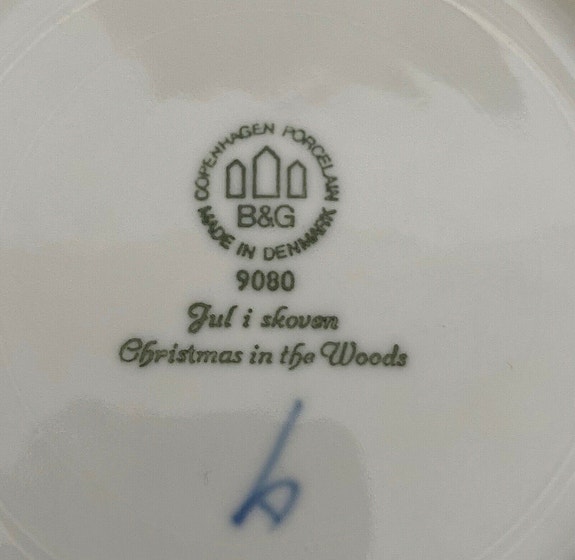 COPENHAGEN PORCELAIN
B&G
MADE IN DENMARK
9080
Jul i skoven
Christmas in the Woods